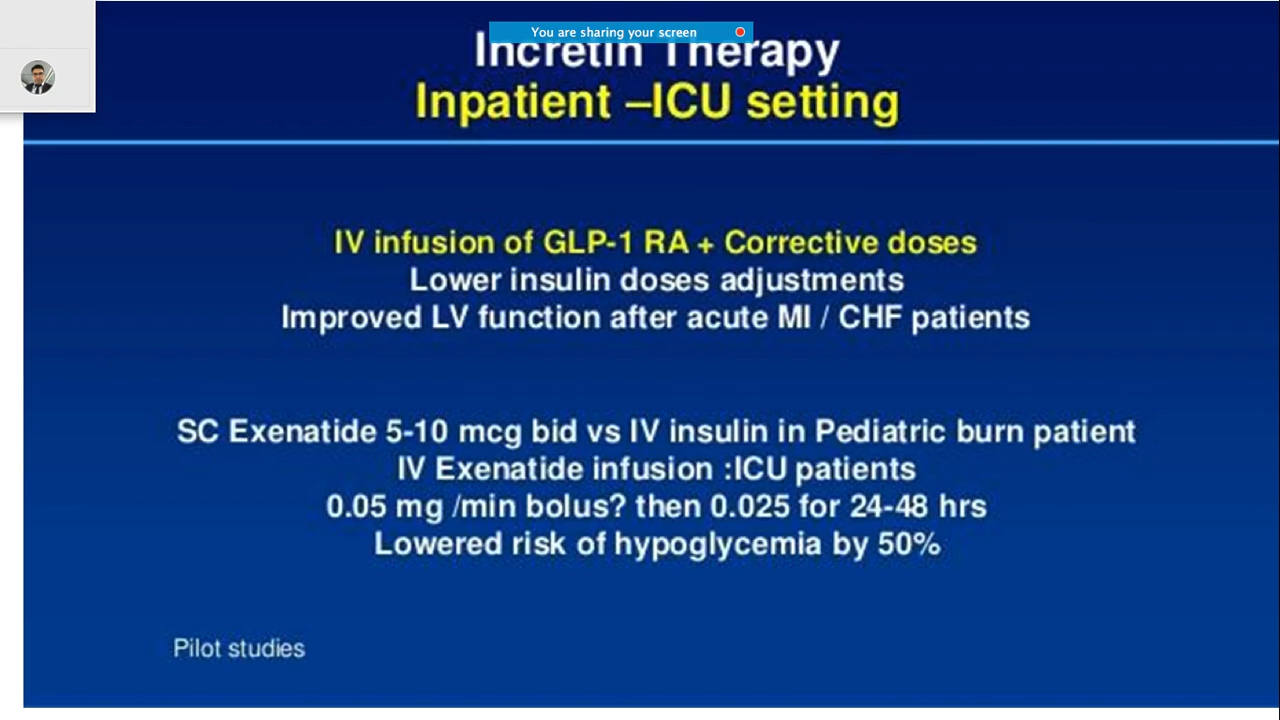 You are sharing your screen
Incretin Therapy
Inpatient –ICU setting
IV infusion of GLP-1 RA + Corrective doses
Lower insulin doses adjustments
Improved LV function after acute MI / CHF patients
SC Exenatide 5-10 mcg bid vs IV insulin in Pediatric burn patient
IV Exenatide infusion :ICU patients
0.05 mg /min bolus? then 0.025 for 24-48 hrs
Lowered risk of hypoglycemia by 50%
Pilot studies